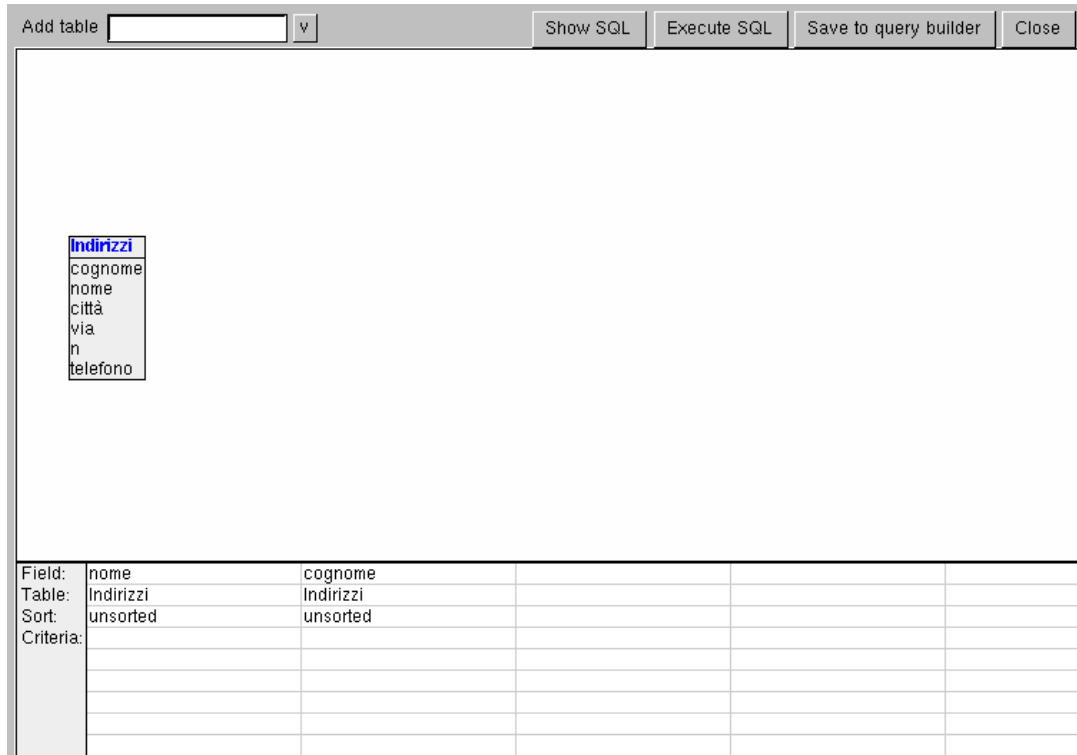 Add table v Show SQL Execute SQL Save to query builder Close
Indirizzi
cognome
nome
città
via
n
telefono
Field: nome cognome
Table: Indirizzi Indirizzi
Sort: unsorted unsorted
Criteria: